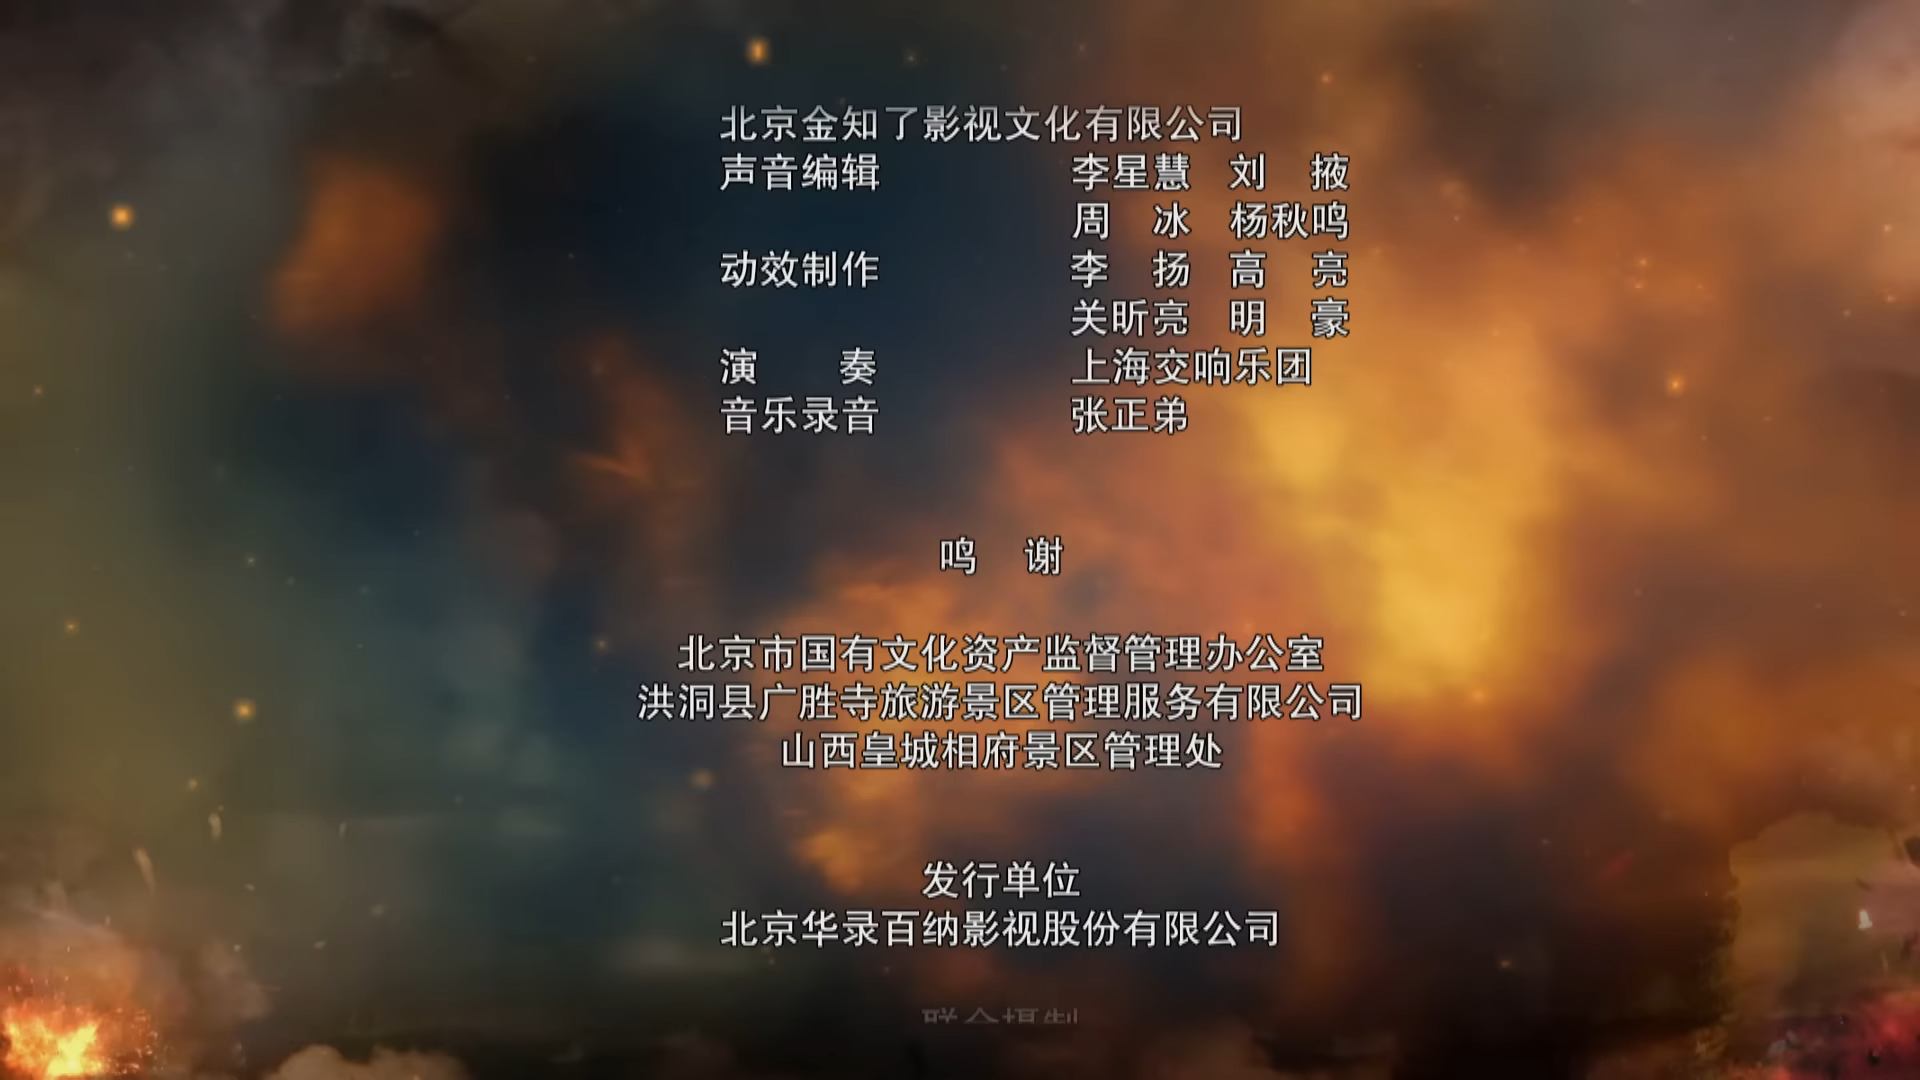 北京金知了影视文化有限公司
声音编辑 李星慧 刘 掖
周 冰 杨秋鸣
动效制作 李 扬 高 亮
关昕亮 明 豪
演 奏 上海交响乐团
音乐录音 张正弟
鸣 谢
北京市国有文化资产监督管理办公室
洪洞县广胜寺旅游景区管理服务有限公司
山西皇城相府景区管理处
发行单位
北京华录百纳影视股份有限公司
联合摄制